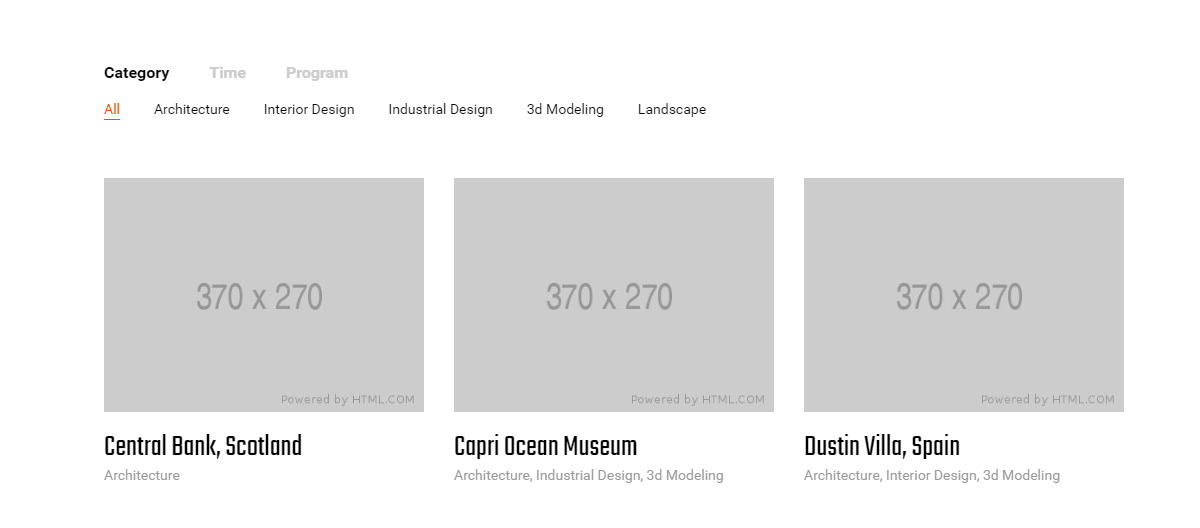 Category Time Program
All Architecture Interior Design Industrial Design 3d Modeling Landscape
370 x 270 370 x 270 370 x 270
Powered by HTML.COM Powered by HTML.COM Powered by HTML.COM
Central Bank, Scotland Capri Ocean Museum Dustin Villa, Spain
Architecture Architecture, Industrial Design, 3d Modeling Architecture, Interior Design, 3d Modeling